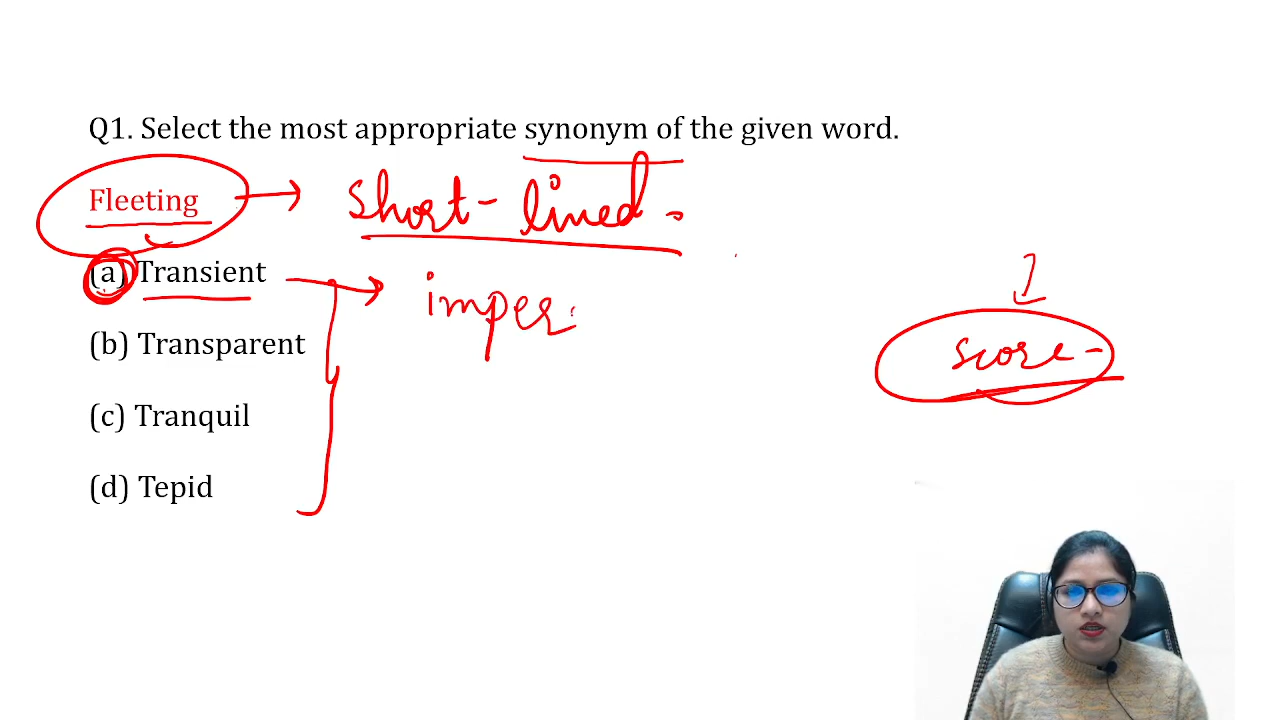 Q1. Select the most appropriate synonym of the given word.
Fleeting short-lived.
(a) Transient imper
(b) Transparent score-
(c) Tranquil
(d) Tepid